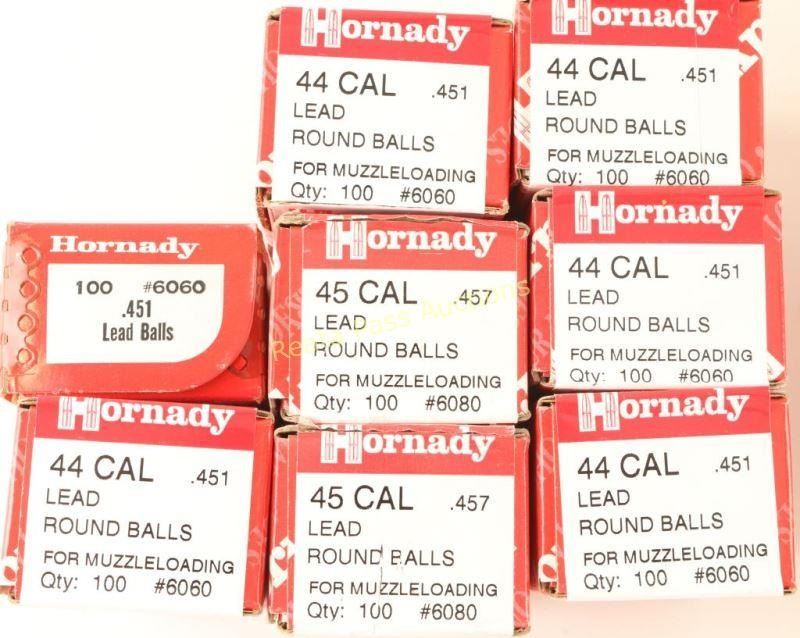 Hornady
44 CAL .451
LEAD
ROUND BALLS
FOR MUZZLELOADING
Qty: 100 #6060
Hornady
44 CAL .451
LEAD
ROUND BALLS
FOR MUZZLELOADING
Qty: 100 #6060
Hornady
100 #6060
.451
Lead Balls
Hornady
45 CAL .457
LEAD
ROUND BALLS
FOR MUZZLELOADING
Qty: 100 #6080
Hornady
44 CAL .451
LEAD
ROUND BALLS
FOR MUZZLELOADING
Qty: 100 #6060
Hornady
44 CAL .451
LEAD
ROUND BALLS
FOR MUZZLELOADING
Qty: 100 #6060
Hornady
45 CAL .457
LEAD
ROUND BALLS
FOR MUZZLELOADING
Qty: 100 #6080
Hornady
44 CAL .451
LEAD
ROUND BALLS
FOR MUZZLELOADING
Qty: 100 #6060
Pass Auctions